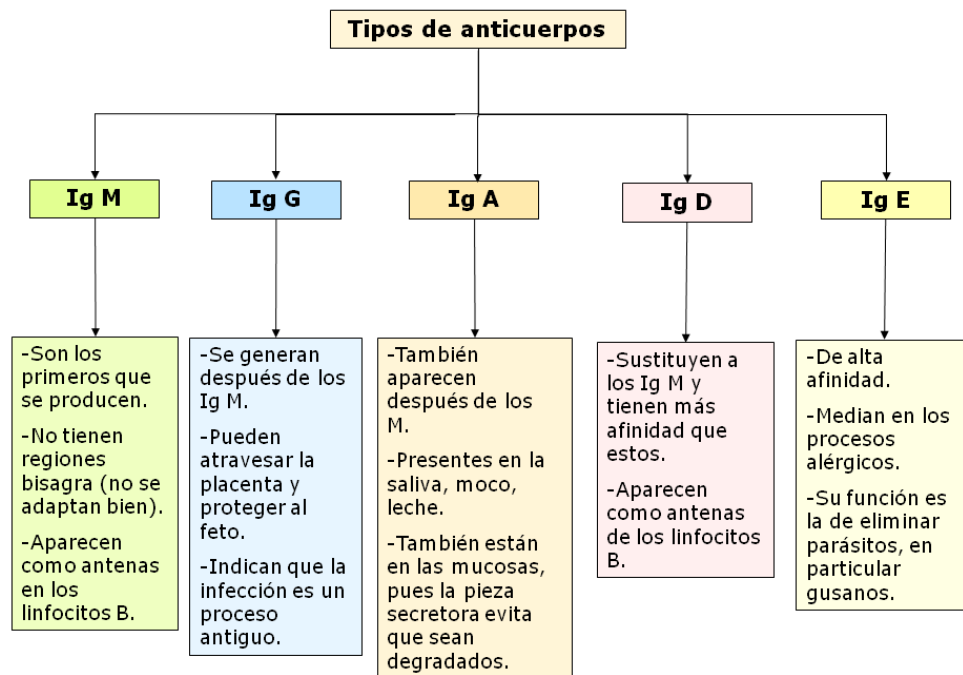 Tipos de anticuerpos
Ig M
Ig G
Ig A
Ig D
Ig E
-Son los
primeros que
se producen.
-No tienen
regiones
bisagra (no se
adaptan bien).
-Aparecen
como antenas
en los
linfocitos B.
-Se generan
después de los
Ig M.
-Pueden
atravesar la
placenta y
proteger al
feto.
-Indican que la
infección es un
proceso
antiguo.
-También
aparecen
después de los
M.
-Presentes en la
saliva, moco,
leche.
-También están
en las mucosas,
pues la pieza
secretora evita
que sean
degradados.
-Sustituyen a
los Ig M y
tienen más
afinidad que
estos.
-Aparecen
como antenas
de los linfocitos
B.
-De alta
afinidad.
-Median en los
procesos
alérgicos.
-Su función es
la de eliminar
parásitos, en
particular
gusanos.